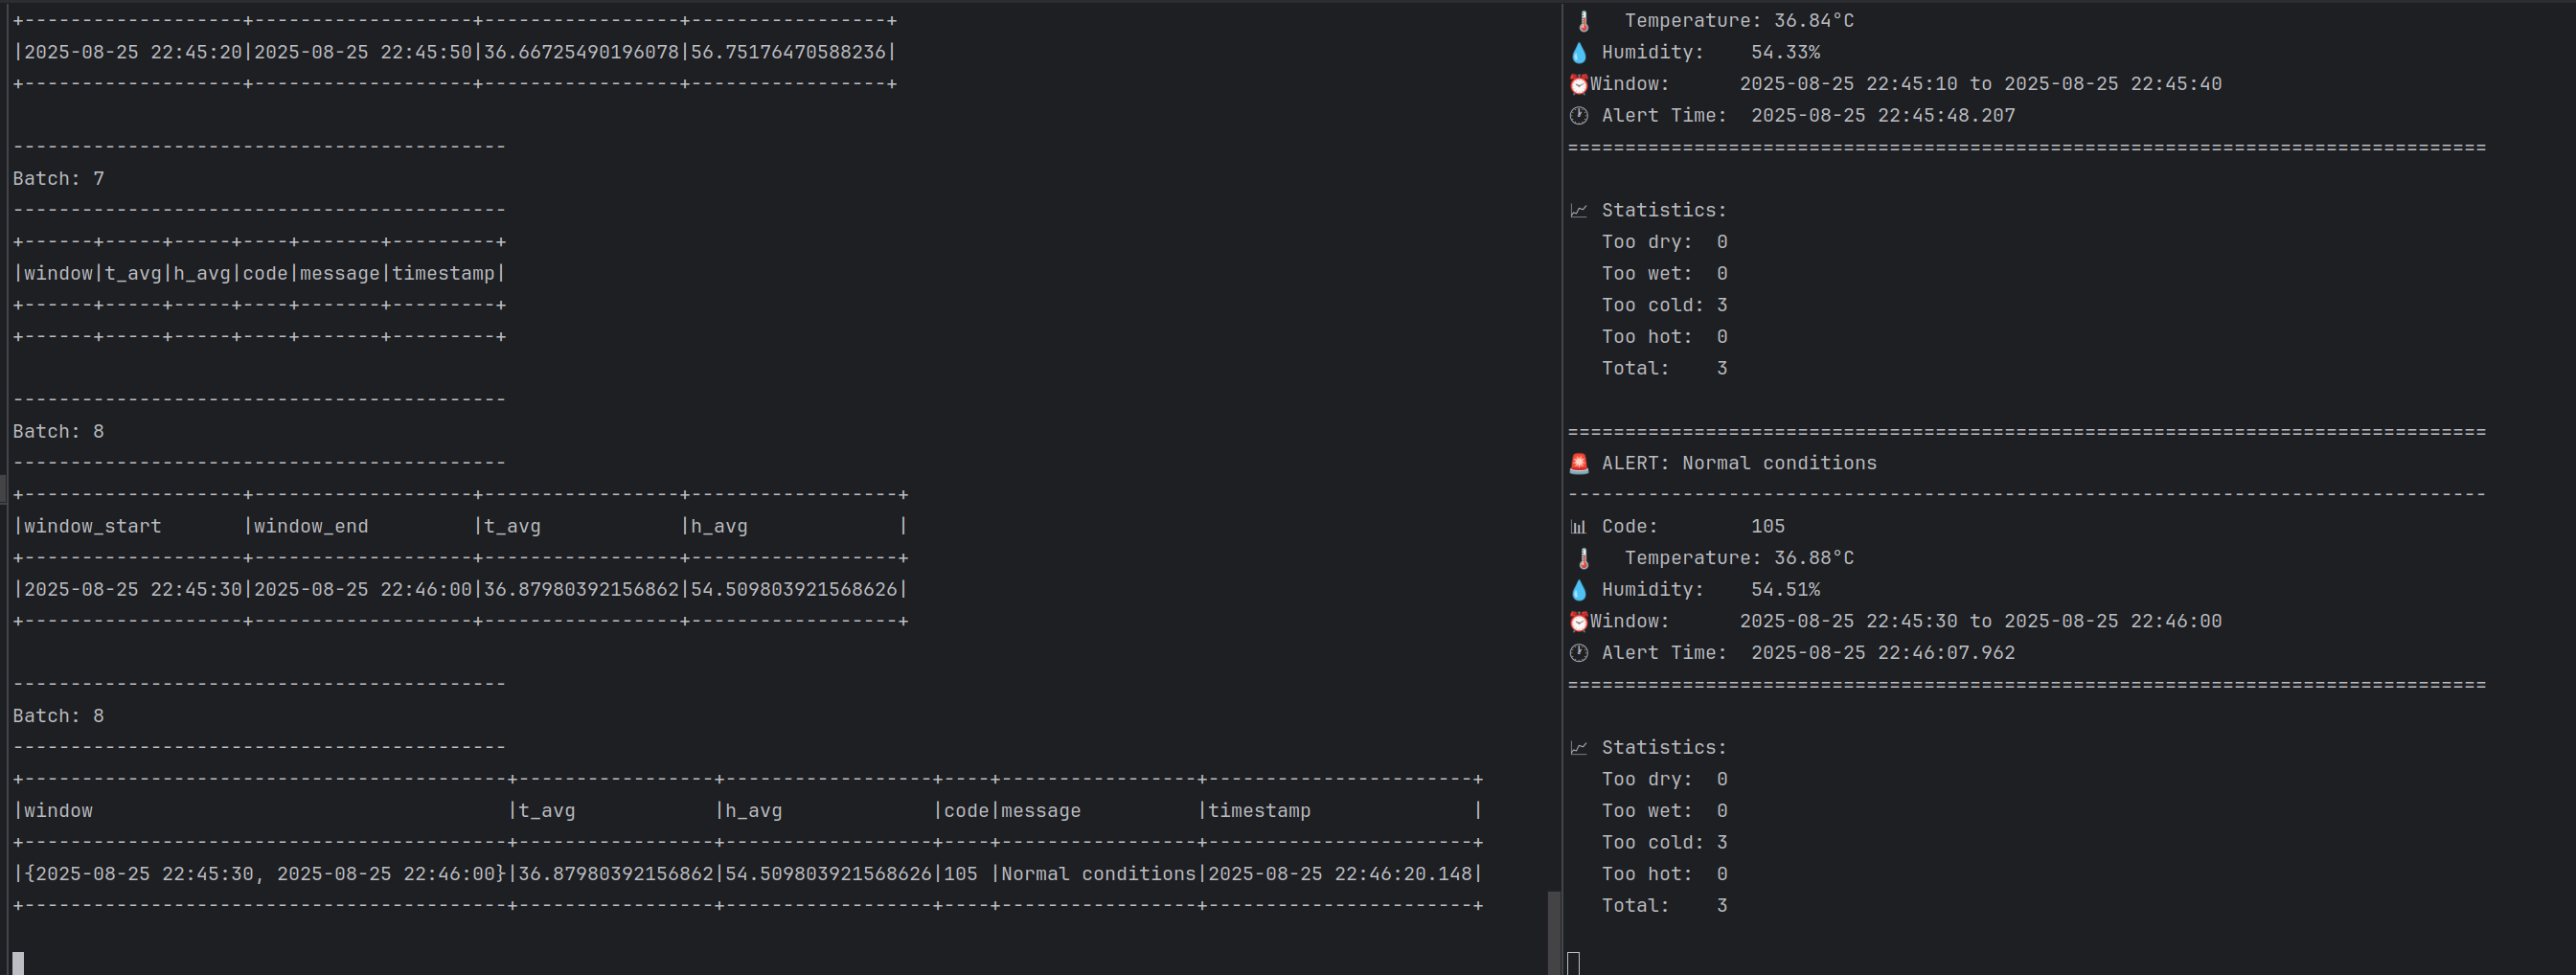 +-------------------+-------------------+-----------------+-----------------+
|2025-08-25 22:45:20|2025-08-25 22:45:50|36.66725490196078|56.75176470588236|
+-------------------+-------------------+-----------------+-----------------+
-------------------------------------------
Batch: 7
-------------------------------------------
+------+-----+-----+----+-------+---------+
|window|t_avg|h_avg|code|message|timestamp|
+------+-----+-----+----+-------+---------+
+------+-----+-----+----+-------+---------+
-------------------------------------------
Batch: 8
-------------------------------------------
+-------------------+-------------------+-----------------+------------------+
|window_start       |window_end         |t_avg            |h_avg             |
+-------------------+-------------------+-----------------+------------------+
|2025-08-25 22:45:30|2025-08-25 22:46:00|36.87980392156862|54.509803921568626|
+-------------------+-------------------+-----------------+------------------+
-------------------------------------------
Batch: 8
-------------------------------------------
+------------------------------------------+-----------------+------------------+----+-----------------+-----------------------+
|window                                    |t_avg            |h_avg             |code|message          |timestamp              |
+------------------------------------------+-----------------+------------------+----+-----------------+-----------------------+
|{2025-08-25 22:45:30, 2025-08-25 22:46:00}|36.87980392156862|54.509803921568626|105 |Normal conditions|2025-08-25 22:46:20.148|
+------------------------------------------+-----------------+------------------+----+-----------------+-----------------------+
🌡️   Temperature: 36.84°C
💧 Humidity:    54.33%
⏰Window:      2025-08-25 22:45:10 to 2025-08-25 22:45:40
🕐 Alert Time:  2025-08-25 22:45:48.207
================================================================================
📈 Statistics:
   Too dry:  0
   Too wet:  0
   Too cold: 3
   Too hot:  0
   Total:    3
================================================================================
🚨 ALERT: Normal conditions
--------------------------------------------------------------------------------
📊 Code:        105
🌡️   Temperature: 36.88°C
💧 Humidity:    54.51%
⏰Window:      2025-08-25 22:45:30 to 2025-08-25 22:46:00
🕐 Alert Time:  2025-08-25 22:46:07.962
================================================================================
📈 Statistics:
   Too dry:  0
   Too wet:  0
   Too cold: 3
   Too hot:  0
   Total:    3